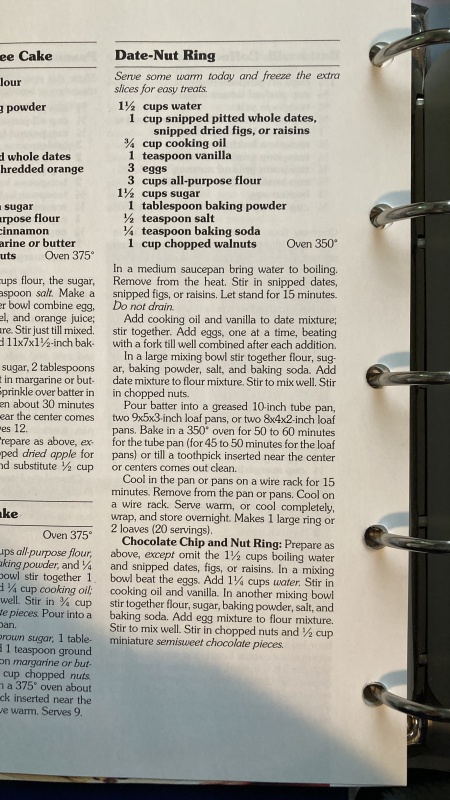 ee Cake
lour
g powder
d whole dates
hredded orange
sugar
urpose flour
cinnamon
arine or butter
uts Oven 375°
cups flour, the sugar,
aspoon salt. Make a
er bowl combine egg,
el, and orange juice;
ure. Stir just till mixed.
d 11x7x1½-inch bak-
sugar, 2 tablespoons
t in margarine or but-
Sprinkle over batter in
en about 30 minutes
ear the center comes
es 12.
Prepare as above, ex-
ped dried apple for
nd substitute ½ cup
ake
Oven 375°
ups all-purpose flour,
aking powder, and ¼
bowl stir together 1
d ¼ cup cooking oil;
well. Stir in ¾ cup
te pieces. Pour into a
pan.
brown sugar, 1 table-
d 1 teaspoon ground
on margarine or but-
cup chopped nuts.
n a 375° oven about
ck inserted near the
ve warm. Serves 9.
Date-Nut Ring
Serve some warm today and freeze the extra
slices for easy treats.
1½ cups water
1 cup snipped pitted whole dates,
snipped dried figs, or raisins
¾ cup cooking oil
1 teaspoon vanilla
3 eggs
3 cups all-purpose flour
1½ cups sugar
1 tablespoon baking powder
½ teaspoon salt
¼ teaspoon baking soda
1 cup chopped walnuts Oven 350°
In a medium saucepan bring water to boiling.
Remove from the heat. Stir in snipped dates,
snipped figs, or raisins. Let stand for 15 minutes.
Do not drain.
Add cooking oil and vanilla to date mixture;
stir together. Add eggs, one at a time, beating
with a fork till well combined after each addition.
In a large mixing bowl stir together flour, sug-
ar, baking powder, salt, and baking soda. Add
date mixture to flour mixture. Stir to mix well. Stir
in chopped nuts.
Pour batter into a greased 10-inch tube pan,
two 9x5x3-inch loaf pans, or two 8x4x2-inch loaf
pans. Bake in a 350° oven for 50 to 60 minutes
for the tube pan (for 45 to 50 minutes for the loaf
pans) or till a toothpick inserted near the center
or centers comes out clean.
Cool in the pan or pans on a wire rack for 15
minutes. Remove from the pan or pans. Cool on
a wire rack. Serve warm, or cool completely,
wrap, and store overnight. Makes 1 large ring or
2 loaves (20 servings).
Chocolate Chip and Nut Ring: Prepare as
above, except omit the 1½ cups boiling water
and snipped dates, figs, or raisins. In a mixing
bowl beat the eggs. Add 1¼ cups water. Stir in
cooking oil and vanilla. In another mixing bowl
stir together flour, sugar, baking powder, salt, and
baking soda. Add egg mixture to flour mixture.
Stir to mix well. Stir in chopped nuts and ½ cup
miniature semisweet chocolate pieces.